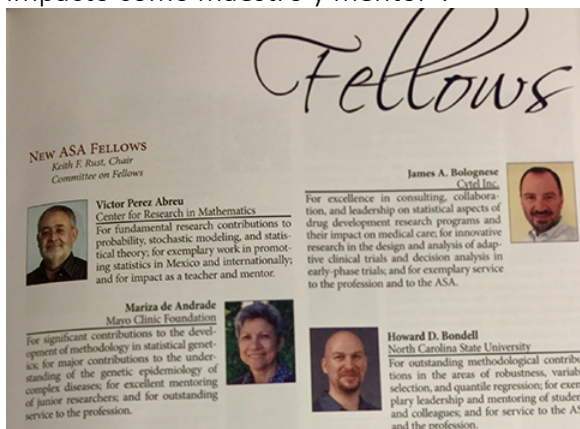 impacto como maestro y mentor".
Fellows
NEW ASA FELLOWS
Keith F. Rust, Chair
Committee on Fellows
Victor Perez Abreu
Center for Research in Mathematics
For fundamental research contributions to
probability, stochastic modeling, and statis-
tical theory; for exemplary work in promot-
ing statistics in Mexico and internationally;
and for impact as a teacher and mentor.
Mariza de Andrade
Mayo Clinic Foundation
For significant contributions to the devel-
opment of methodology in statistical genet-
ics; for major contributions to the under-
standing of the genetic epidemiology of
complex diseases; for excellent mentoring
of junior researchers; and for outstanding
service to the profession.
James A. Bolognese
Cytel Inc.
For excellence in consulting, collabora-
tion, and leadership on statistical aspects of
drug development research programs and
their impact on medical care; for innovative
research in the design and analysis of adap-
tive clinical trials and decision analysis in
early-phase trials; and for exemplary service
to the profession and to the ASA.
Howard D. Bondell
North Carolina State University
For outstanding methodological contribu
tions in the areas of robustness, variab
selection, and quantile regression; for exem
plary leadership and mentoring of student
and colleagues; and for service to the AS
and the profession.